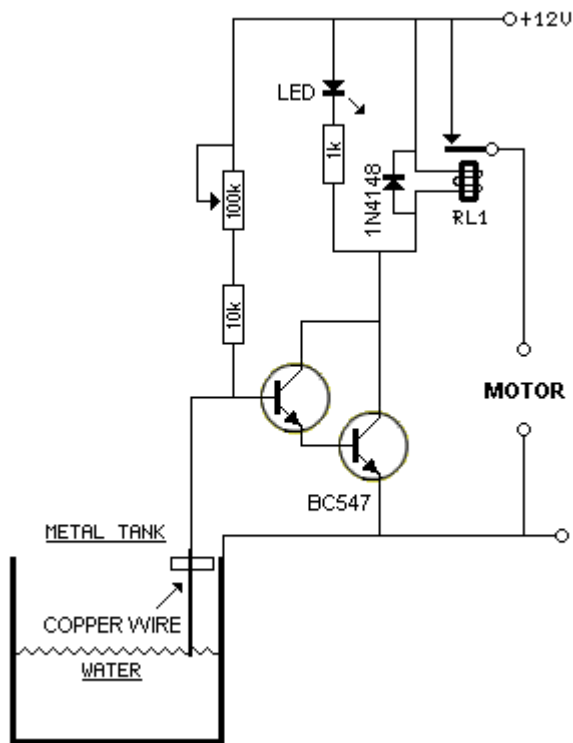 +12V
LED
1k
1N4148
RL1
100k
10k
MOTOR
BC547
METAL TANK
COPPER WIRE
WATER